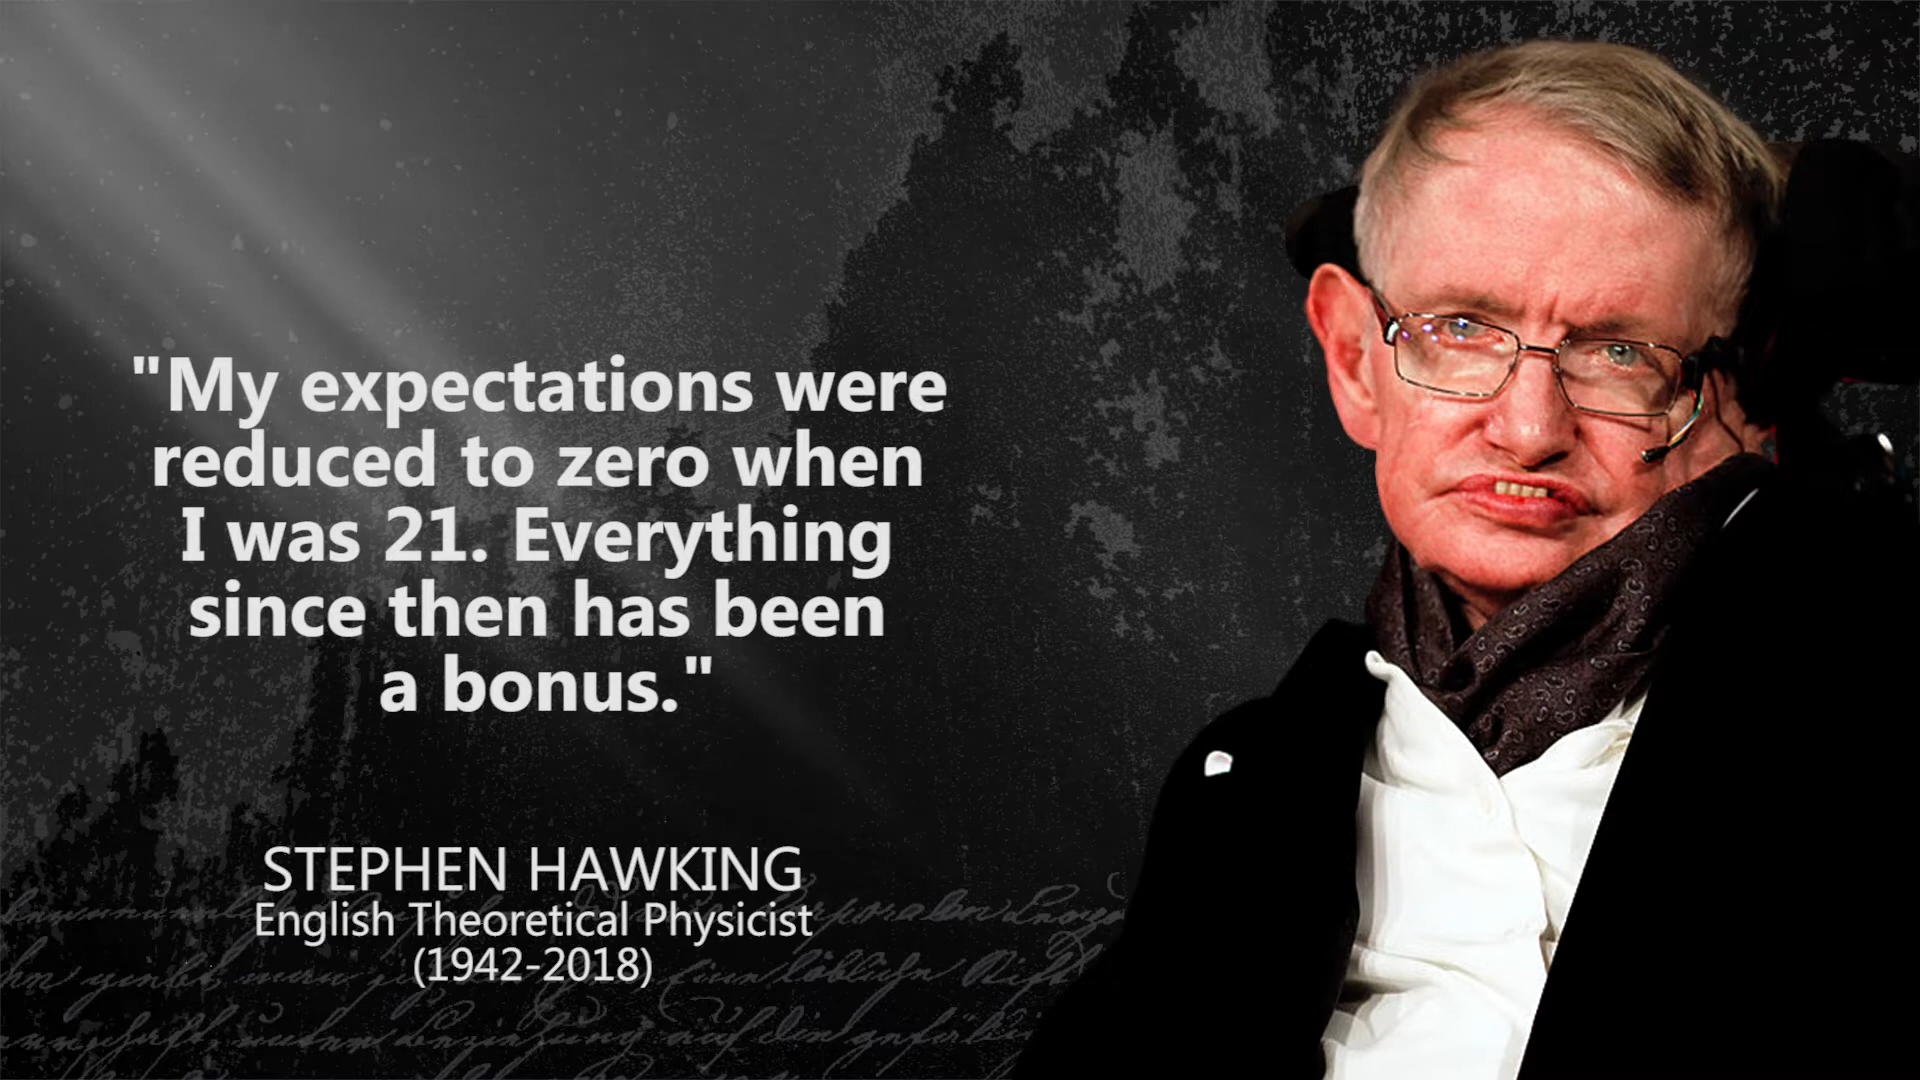 "My expectations were
reduced to zero when
I was 21. Everything
since then has been
a bonus."
STEPHEN HAWKING
English Theoretical Physicist
(1942-2018)